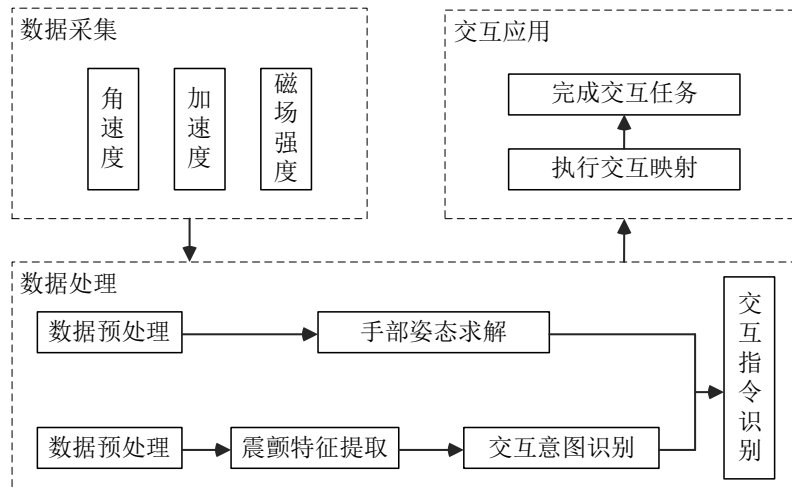 数据采集
角速度
加速度
磁场强度
交互应用
完成交互任务
执行交互映射
数据处理
数据预处理
手部姿态求解
数据预处理
震颤特征提取
交互意图识别
交互指令识别